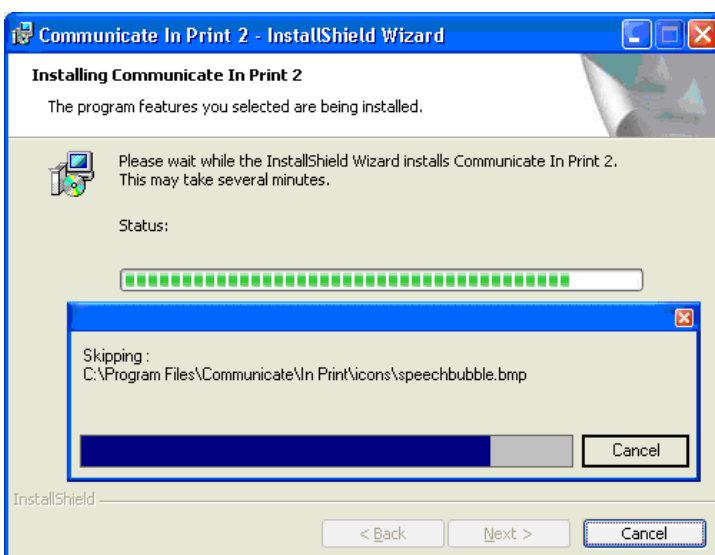 Communicate In Print 2 - InstallShield Wizard
Installing Communicate In Print 2
The program features you selected are being installed.
Please wait while the InstallShield Wizard installs Communicate In Print 2.
This may take several minutes.
Status:
Skipping :
C:\Program Files\Communicate\In Print\icons\speechbubble.bmp
Cancel
InstallShield
< Back
Next >
Cancel